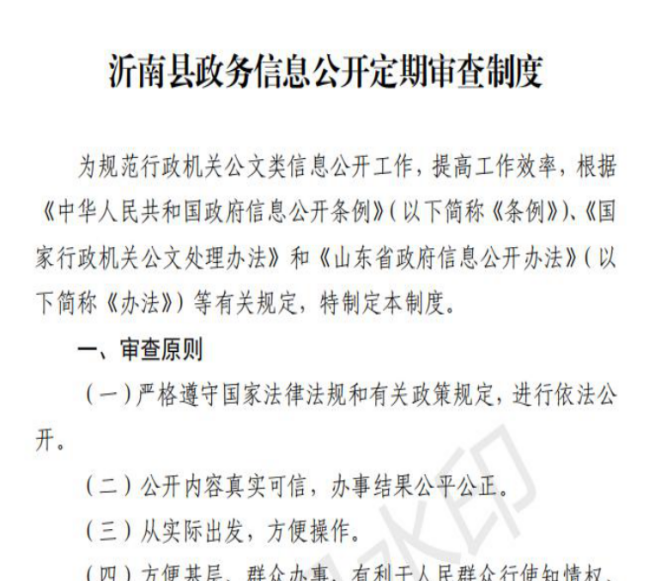 沂南县政务信息公开定期审查制度
为规范行政机关公文类信息公开工作，提高工作效率，根据
《中华人民共和国政府信息公开条例》（以下简称《条例》）、《国
家行政机关公文处理办法》和《山东省政府信息公开办法》（以
下简称《办法》）等有关规定，特制定本制度。
一、审查原则
（一）严格遵守国家法律法规和有关政策规定，进行依法公
开。
（二）公开内容真实可信，办事结果公平公正。
（三）从实际出发，方便操作。
（四）方便基层、群众办事，有利于人民群众行使知情权、
水印